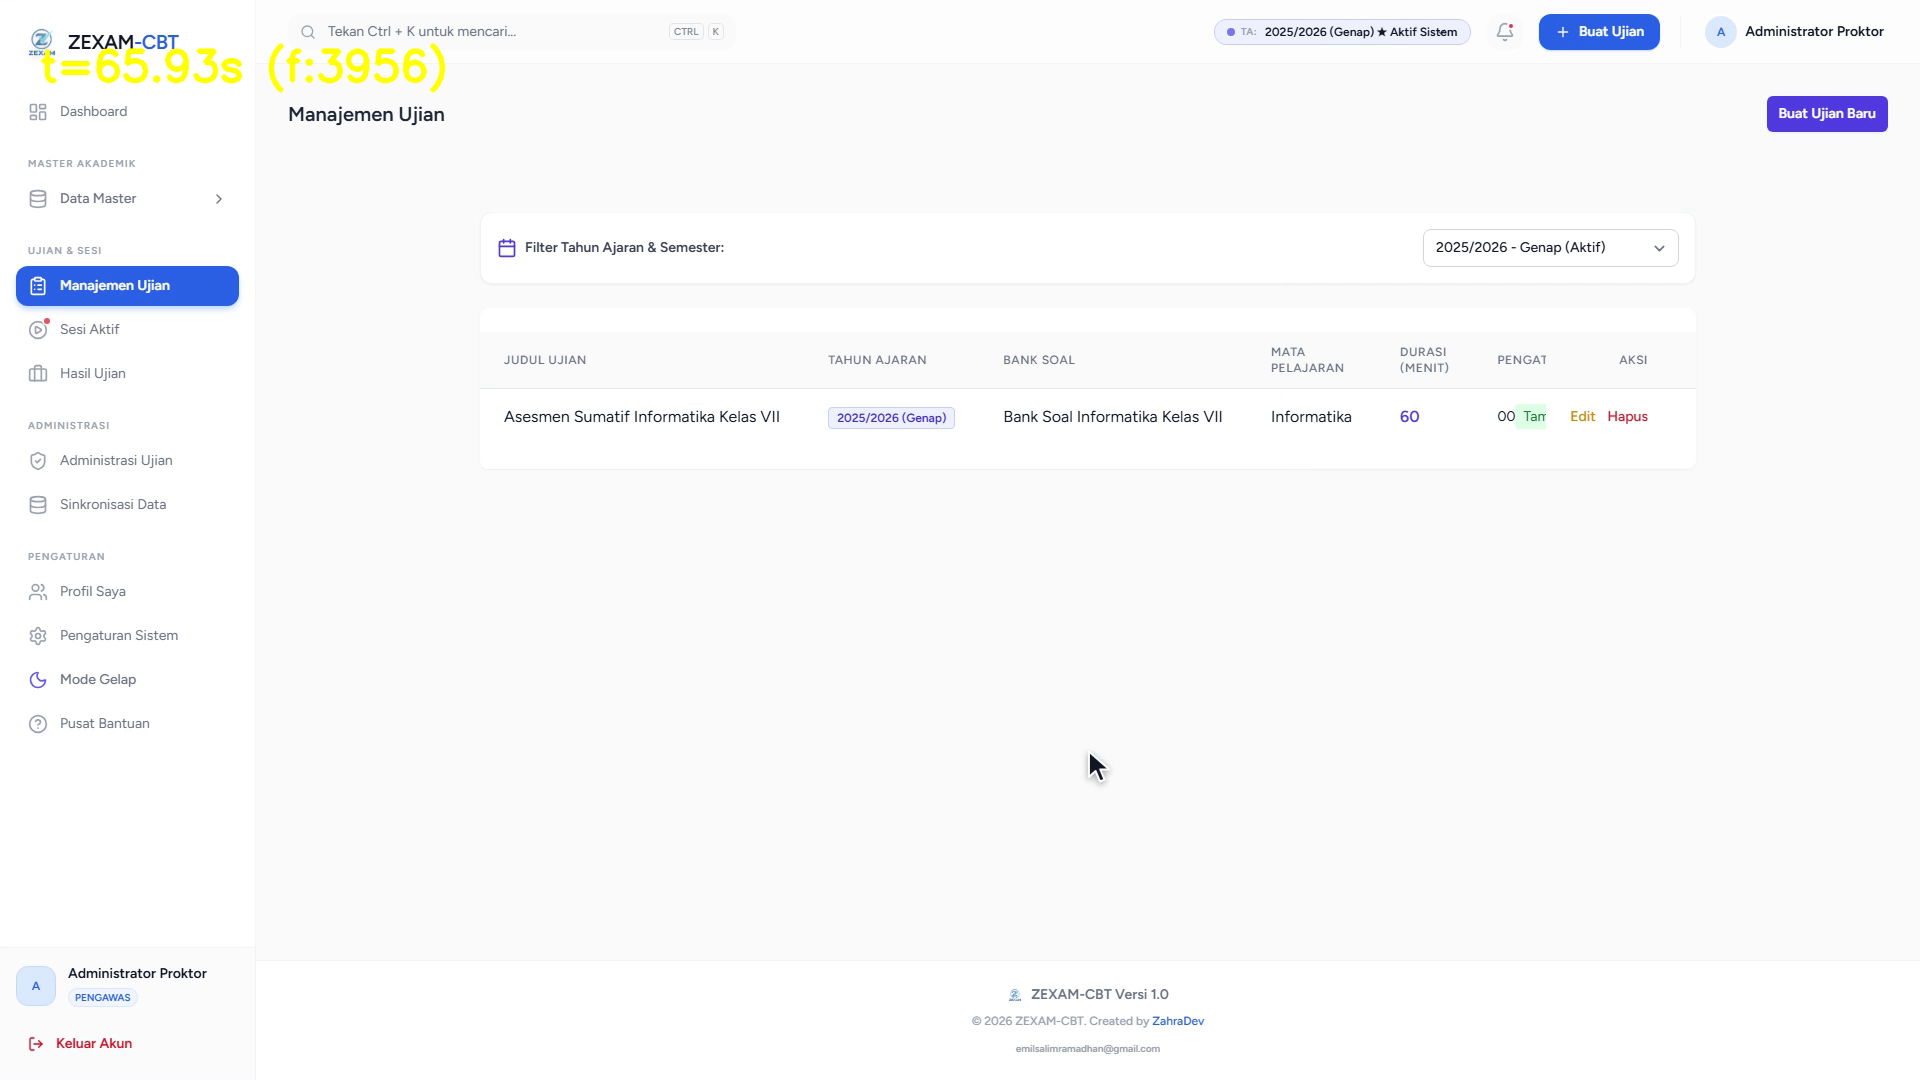 ZEXAM-CBT
Tekan Ctrl + K untuk mencari...
CTRL K
TA: 2025/2026 (Genap) ★ Aktif Sistem
+ Buat Ujian
A
Administrator Proktor
t=65.93s (f:3956)
Dashboard
MASTER AKADEMIK
Data Master
UJIAN & SESI
Manajemen Ujian
Sesi Aktif
Hasil Ujian
ADMINISTRASI
Administrasi Ujian
Sinkronisasi Data
PENGATURAN
Profil Saya
Pengaturan Sistem
Mode Gelap
Pusat Bantuan
A
Administrator Proktor
PENGAWAS
Keluar Akun
Manajemen Ujian
Buat Ujian Baru
Filter Tahun Ajaran & Semester:
2025/2026 - Genap (Aktif)
JUDUL UJIAN TAHUN AJARAN BANK SOAL MATA PELAJARAN DURASI (MENIT) PENGAT AKSI
Asesmen Sumatif Informatika Kelas VII 2025/2026 (Genap) Bank Soal Informatika Kelas VII Informatika 60 00 Tam Edit Hapus
ZEXAM-CBT Versi 1.0
© 2026 ZEXAM-CBT. Created by ZahraDev
emilsalimramadhan@gmail.com